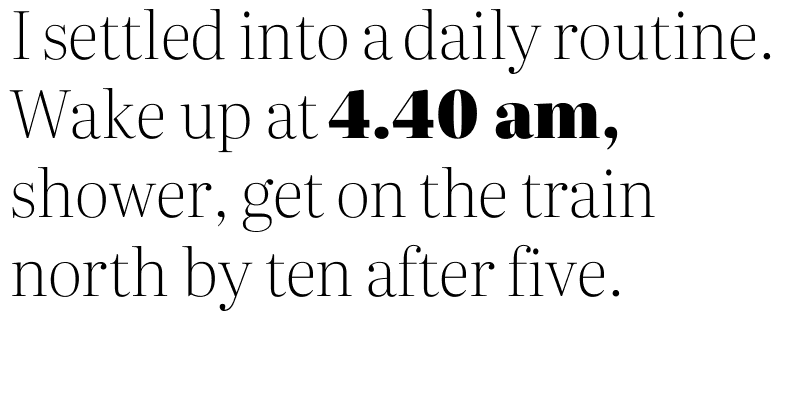 I settled into a daily routine.
Wake up at 4.40 am,
shower, get on the train
north by ten after five.